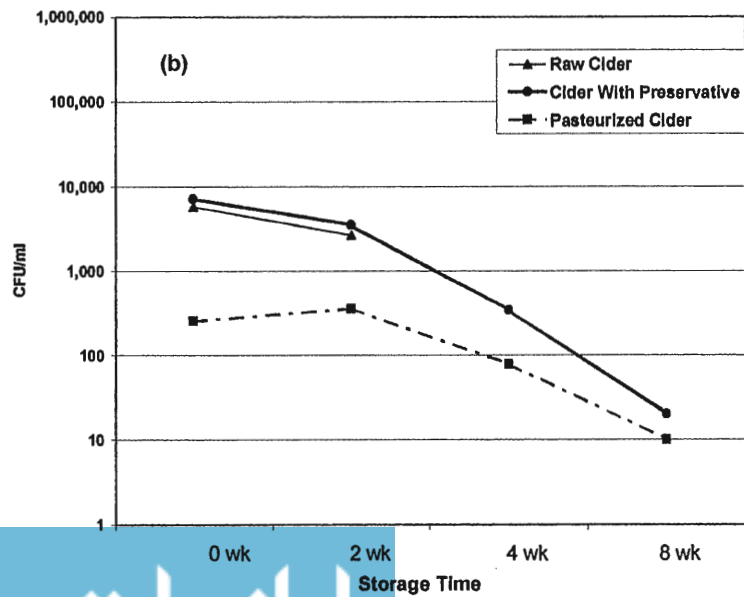 1,000,000
(b)
Raw Cider
Cider With Preservative
Pasteurized Cider
100,000
10,000
1,000
100
10
1
CFU/ml
0 wk
2 wk
4 wk
8 wk
Storage Time